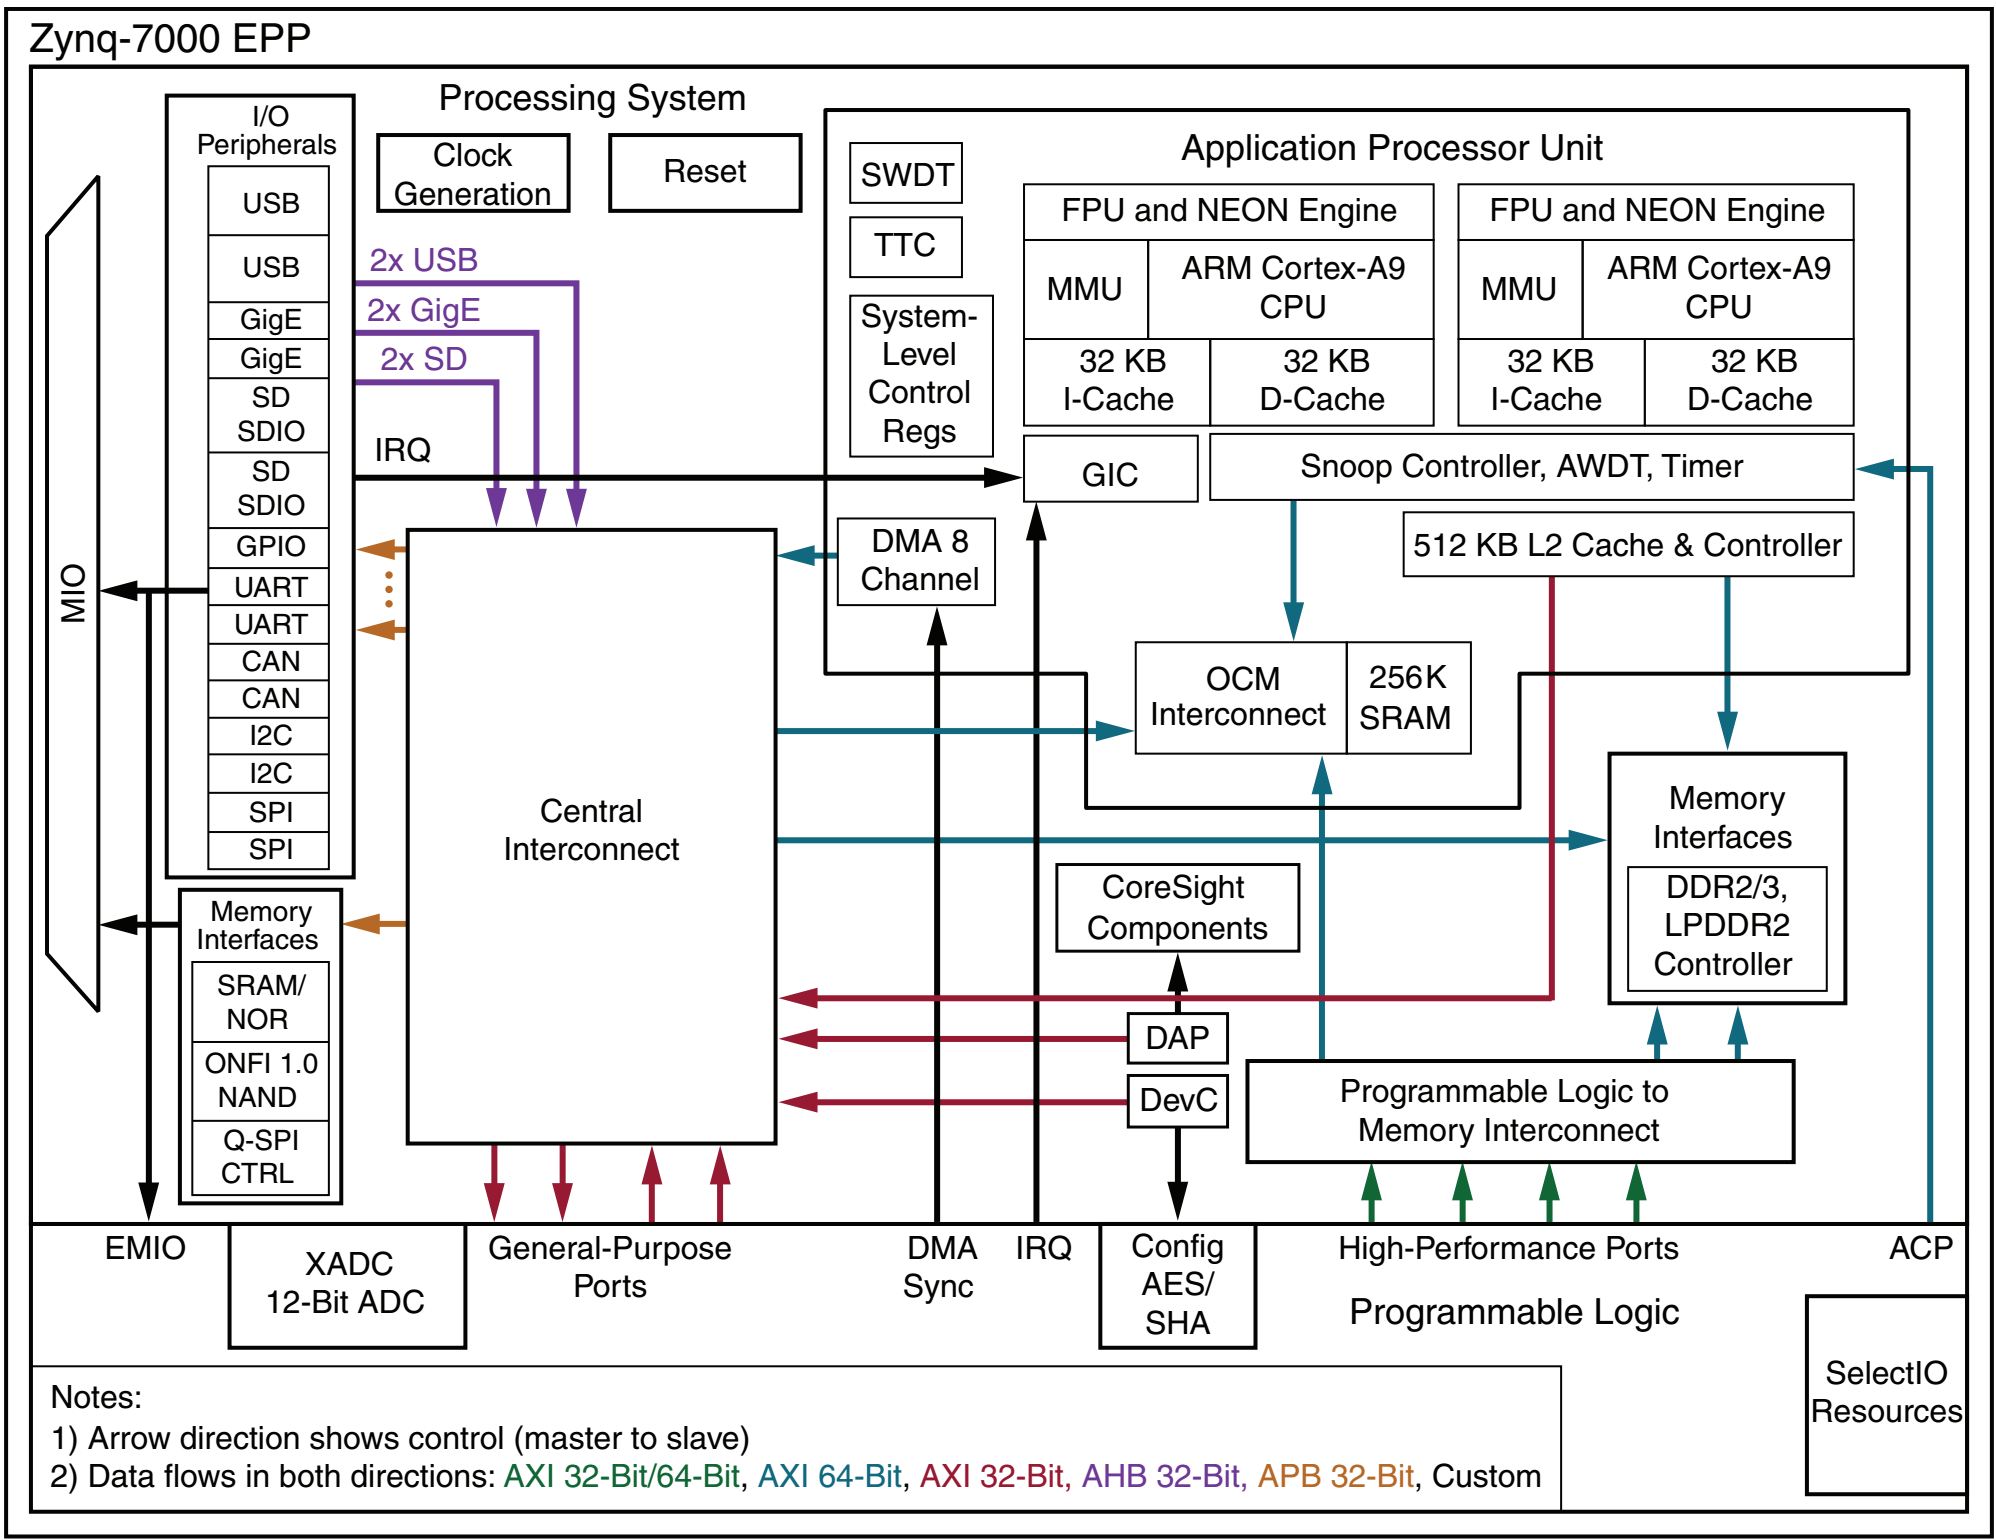 Zynq-7000 EPP
Processing System
I/O
Peripherals
USB
USB
GigE
GigE
SD
SDIO
SD
SDIO
GPIO
UART
UART
CAN
CAN
I2C
I2C
SPI
SPI
MIO
Memory
Interfaces
SRAM/
NOR
ONFI 1.0
NAND
Q-SPI
CTRL
Clock
Generation
Reset
2x USB
2x GigE
2x SD
IRQ
Central
Interconnect
Application Processor Unit
SWDT
TTC
System-
Level
Control
Regs
FPU and NEON Engine
MMU
ARM Cortex-A9
CPU
32 KB
I-Cache
32 KB
D-Cache
FPU and NEON Engine
MMU
ARM Cortex-A9
CPU
32 KB
I-Cache
32 KB
D-Cache
GIC
Snoop Controller, AWDT, Timer
DMA 8
Channel
512 KB L2 Cache & Controller
OCM
Interconnect
256K
SRAM
Memory
Interfaces
DDR2/3,
LPDDR2
Controller
CoreSight
Components
DAP
DevC
Programmable Logic to
Memory Interconnect
EMIO
XADC
12-Bit ADC
General-Purpose
Ports
DMA
Sync
IRQ
Config
AES/
SHA
High-Performance Ports
ACP
Programmable Logic
SelectIO
Resources
Notes:
1) Arrow direction shows control (master to slave)
2) Data flows in both directions: AXI 32-Bit/64-Bit, AXI 64-Bit, AXI 32-Bit, AHB 32-Bit, APB 32-Bit, Custom